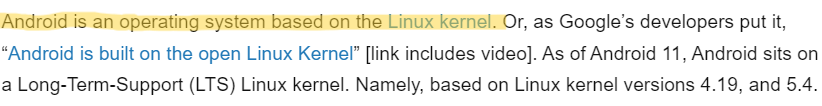 Android is an operating system based on the Linux kernel. Or, as Google’s developers put it,
“Android is built on the open Linux Kernel” [link includes video]. As of Android 11, Android sits on
a Long-Term-Support (LTS) Linux kernel. Namely, based on Linux kernel versions 4.19, and 5.4.